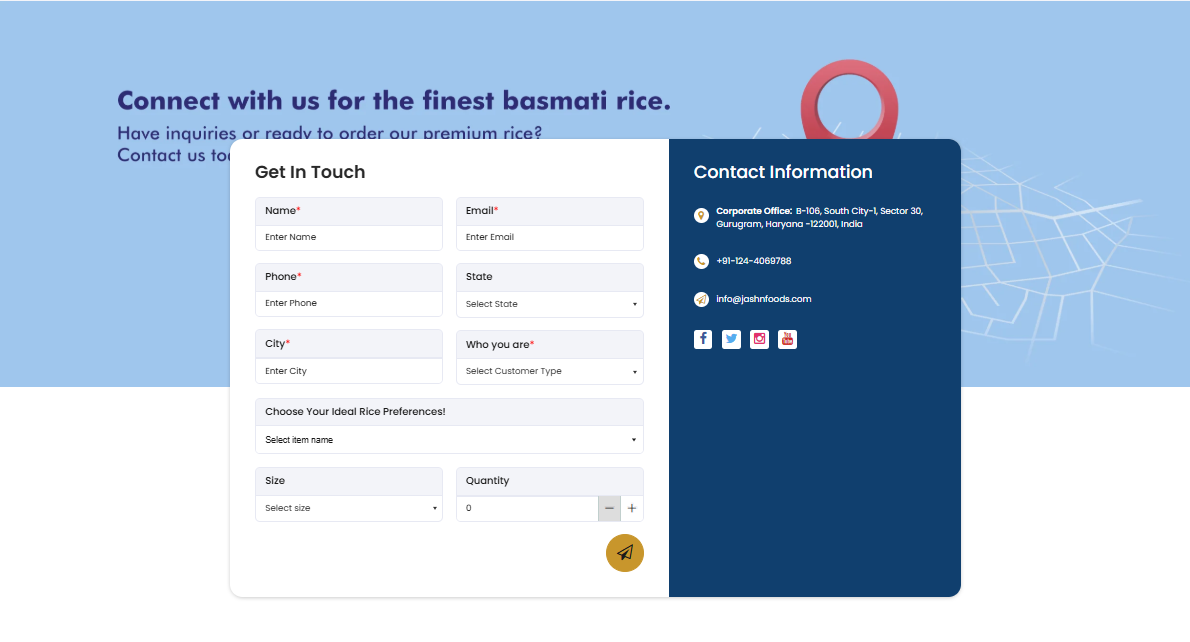 Connect with us for the finest basmati rice.
Have inquiries or ready to order our premium rice?
Contact us
Get In Touch
Name*
Enter Name
Email*
Enter Email
Phone*
Enter Phone
State
Select State
City*
Enter City
Who you are*
Select Customer Type
Choose Your Ideal Rice Preferences!
Select item name
Size
Select size
Quantity
0
Contact Information
Corporate Office: B-106, South City-1, Sector 30,
Gurugram, Haryana -122001, India
+91-124-4069788
info@jashnfoods.com